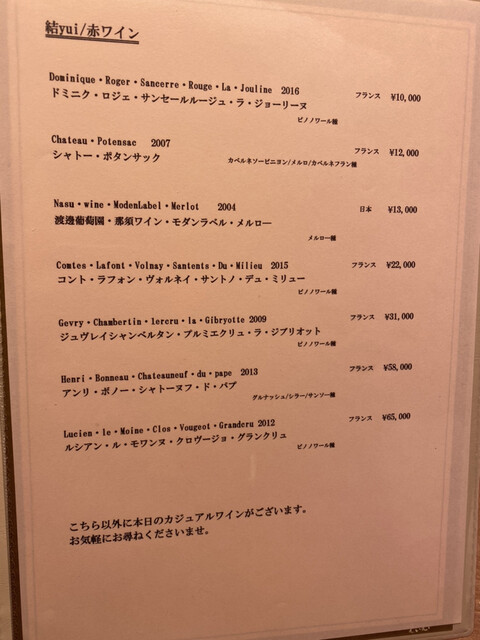 結yui/赤ワイン
Dominique・Roger・Sancerre・Rouge・La・Jouline 2016 フランス ¥10,000
ドミニク・ロジェ・サンセールルージュ・ラ・ジョーリーヌ
ピノノワール種
Chateau・Potensac 2007 フランス ¥12,000
シャトー・ポタンサック
カベルネソービニヨン/メルロ/カベルネフラン種
Nasu・wine・ModenLabel・Merlot 2004 日本 ¥13,000
渡邊葡萄園・那須ワイン・モダンラベル・メルロー
メルロー種
Comtes・Lafont・Volnay・Santents・Du・Milieu 2015 フランス ¥22,000
コント・ラフォン・ヴォルネイ・サントノ・デュ・ミリュー
ピノノワール種
Gevry・Chambertin・1ercru・la・Gibryotte 2009 フランス ¥31,000
ジュヴレイシャンベルタン・プルミエクリュ・ラ・ジブリオット
ピノノワール種
Henri・Bonneau・Chateauneuf・du・pape 2013 フランス ¥58,000
アンリ・ボノー・シャトーヌフ・ド・パプ
グルナッシュ/シラー/サンソー種
Lucien・le・Moine・Clos・Vougeot・Grandcru 2012 フランス ¥65,000
ルシアン・ル・モワンヌ・クロヴージョ・グランクリュ
ピノノワール種
こちら以外に本日のカジュアルワインがございます。
お気軽にお尋ねくださいませ。